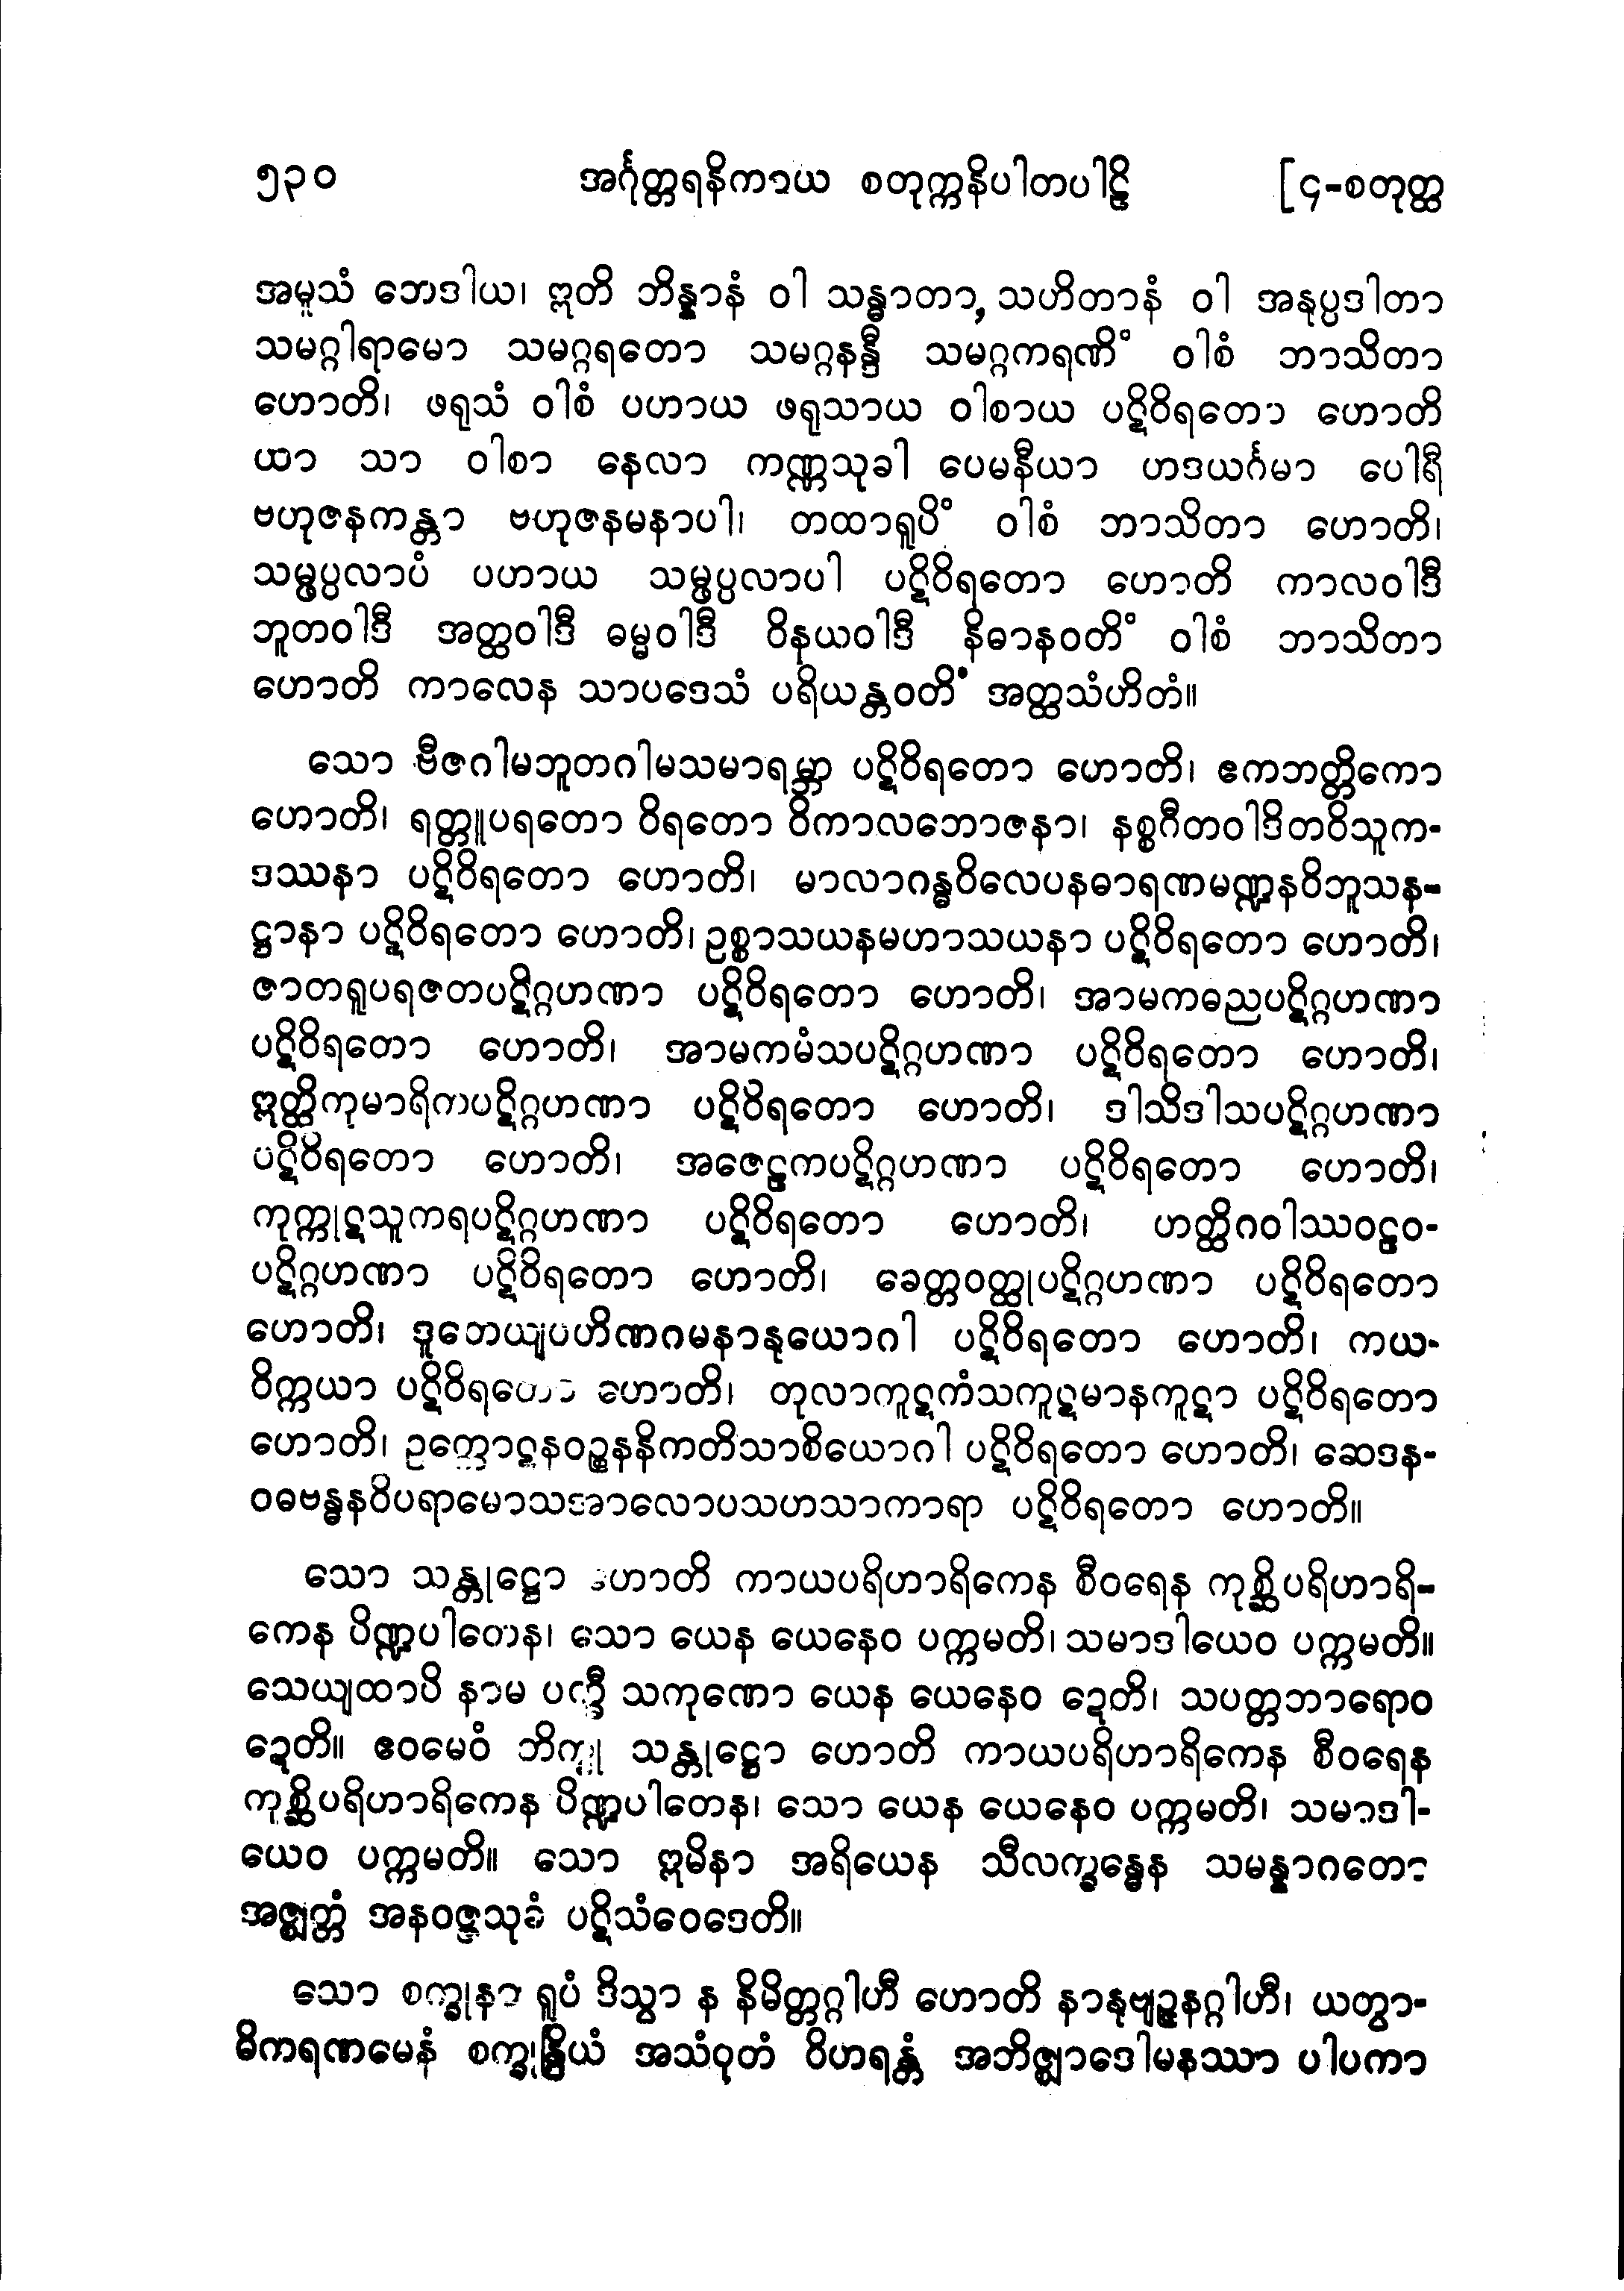 ၅၃၀ အင်္ဂုတ္တရနိကာယ စတုက္ကနိပါတပါဠိ [၄-စတုတ္ထ
အမူသံ ဘေဒါယ၊ ဣတိ ဘိန္နာနံ ဝါ သန္ဓာတာ, သဟိတာနံ ဝါ အနုပ္ပဒါတာ
သမဂ္ဂါရာမော သမဂ္ဂရတော သမဂ္ဂနန္ဒီ သမဂ္ဂကရဏိံ ဝါစံ ဘာသိတာ
ဟောတိ၊ ဖရုသံ ဝါစံ ပဟာယ ဖရုသာယ ဝါစာယ ပဋိဝိရတော ဟောတိ
ယာ သာ ဝါစာ နေလာ ကဏ္ဏသုခါ ပေမနီယာ ဟဒယင်္ဂမာ ပေါရီ
ဗဟုဇနကန္တာ ဗဟုဇနမနာပါ၊ တထာရူပိံ ဝါစံ ဘာသိတာ ဟောတိ၊
သမ္ဖပ္ပလာပံ ပဟာယ သမ္ဖပ္ပလာပါ ပဋိဝိရတော ဟောတိ ကာလဝါဒီ
ဘူတဝါဒီ အတ္ထဝါဒီ ဓမ္မဝါဒီ ဝိနယဝါဒီ နိဓာနဝတိံ ဝါစံ ဘာသိတာ
ဟောတိ ကာလေန သာပဒေသံ ပရိယန္တဝတိံ အတ္ထသံဟိတံ။
သော ဗီဇဂါမဘူတဂါမသမာရမ္ဘာ ပဋိဝိရတော ဟောတိ၊ ဧကဘတ္တိကော
ဟောတိ၊ ရတ္တူပရတော ဝိရတော ဝိကာလဘောဇနာ၊ နစ္စဂီတဝါဒိတဝိသူက-
ဒဿနာ ပဋိဝိရတော ဟောတိ၊ မာလာဂန္ဓဝိလေပနဓာရဏမဏ္ဍနဝိဘူသန-
ဋ္ဌာနာ ပဋိဝိရတော ဟောတိ၊ ဥစ္စာသယနမဟာသယနာ ပဋိဝိရတော ဟောတိ၊
ဇာတရူပရဇတပဋိဂ္ဂဟဏာ ပဋိဝိရတော ဟောတိ၊ အာမကဓညပဋိဂ္ဂဟဏာ
ပဋိဝိရတော ဟောတိ၊ အာမကမံသပဋိဂ္ဂဟဏာ ပဋိဝိရတော ဟောတိ၊
ဣတ္ထိကုမာရိကပဋိဂ္ဂဟဏာ ပဋိဝိရတော ဟောတိ၊ ဒါသိဒါသပဋိဂ္ဂဟဏာ
ပဋိဝိရတော ဟောတိ၊ အဇေဠကပဋိဂ္ဂဟဏာ ပဋိဝိရတော ဟောတိ၊
ကုက္ကုဋသူကရပဋိဂ္ဂဟဏာ ပဋိဝိရတော ဟောတိ၊ ဟတ္ထိဂဝါဿဝဠဝ-
ပဋိဂ္ဂဟဏာ ပဋိဝိရတော ဟောတိ၊ ခေတ္တဝတ္ထုပဋိဂ္ဂဟဏာ ပဋိဝိရတော
ဟောတိ၊ ဒူတေယျပဟိဏဂမနာနုယောဂါ ပဋိဝိရတော ဟောတိ၊ ကယ-
ဝိက္ကယာ ပဋိဝိရတော ဟောတိ၊ တုလာကူဋကံသကူဋမာနကူဋာ ပဋိဝိရတော
ဟောတိ၊ ဥက္ကောဋနဝဉ္စနနိကတိသာစိယောဂါ ပဋိဝိရတော ဟောတိ၊ ဆေဒန-
ဝဓဗန္ဓနဝိပရာမောသအာလောပသဟသာကာရာ ပဋိဝိရတော ဟောတိ။
သော သန္တုဋ္ဌော ဟောတိ ကာယပရိဟာရိကေန စီဝရေန ကုစ္ဆိပရိဟာရိ-
ကေန ပိဏ္ဍပါတေန၊ သော ယေန ယေနေဝ ပက္ကမတိ၊ သမာဒါယေဝ ပက္ကမတိ။
သေယျထာပိ နာမ ပက္ခီ သကုဏော ယေန ယေနေဝ ဍေတိ၊ သပတ္တဘာရောဝ
ဍေတိ။ ဧဝမေဝံ ဘိက္ခု သန္တုဋ္ဌော ဟောတိ ကာယပရိဟာရိကေန စီဝရေန
ကုစ္ဆိပရိဟာရိကေန ပိဏ္ဍပါတေန၊ သော ယေန ယေနေဝ ပက္ကမတိ၊ သမာဒါ-
ယေဝ ပက္ကမတိ။ သော ဣမိနာ အရိယေန သီလက္ခန္ဓေန သမန္နာဂတော
အဇ္ဈတ္တံ အနဝဇ္ဇသုခံ ပဋိသံဝေဒေတိ။
သော စက္ခုနာ ရူပံ ဒိသွာ န နိမိတ္တဂ္ဂါဟီ ဟောတိ နာနုဗျဉ္ဇနဂ္ဂါဟီ၊ ယတွာ-
ဓိကရဏမေနံ စက္ခုန္ဒြိယံ အသံဝုတံ ဝိဟရန္တံ အဘိဇ္ဈာဒေါမနဿာ ပါပကာ